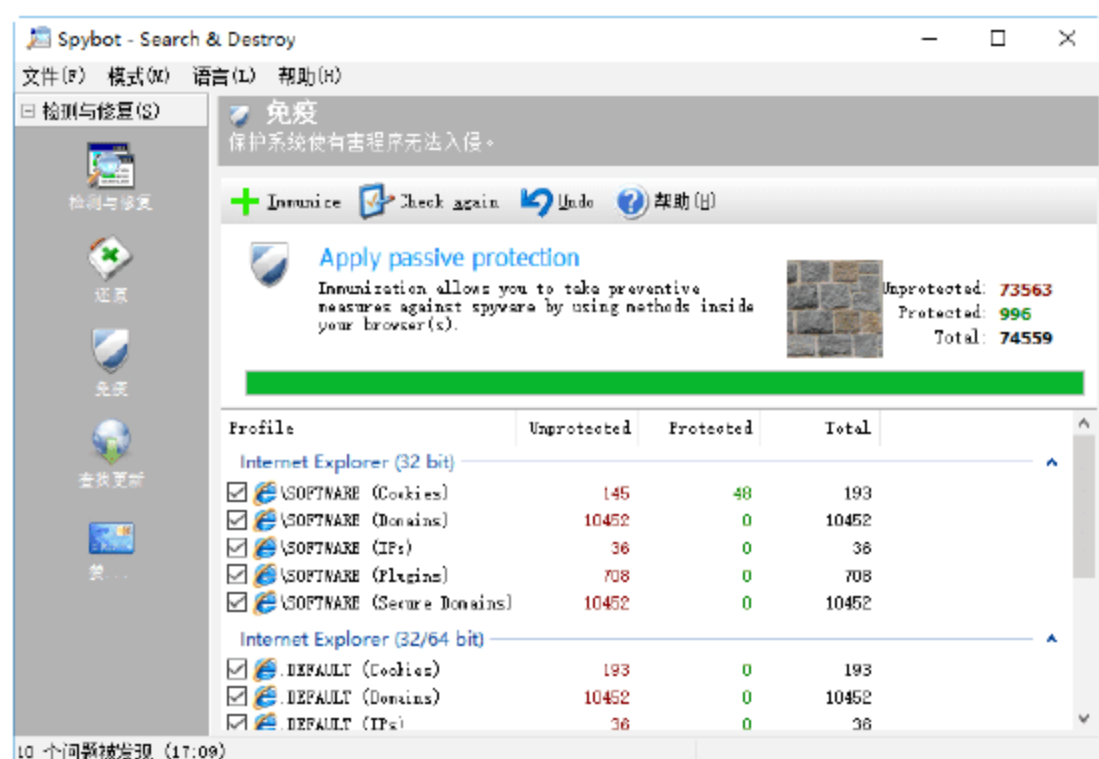 Spybot - Search & Destroy
文件(F) 模式(M) 语言(L) 帮助(H)
检测与修复(S)
免疫
保护系统使有害程序无法入侵。
检测与修复
Immunize Check again Undo 帮助(H)
还原
Apply passive protection
Immunization allows you to take preventive
measures against spyware by using methods inside
your browser(s).
Unprotected: 73563
Protected: 996
Total: 74559
免疫
查找更新
Profile Unprotected Protected Total
Internet Explorer (32 bit)
\SOFTWARE (Cookies) 145 48 193
\SOFTWARE (Domains) 10452 0 10452
\SOFTWARE (IPs) 36 0 36
\SOFTWARE (Plugins) 708 0 708
\SOFTWARE (Secure Domains) 10452 0 10452
Internet Explorer (32/64 bit)
.DEFAULT (Cookies) 193 0 193
.DEFAULT (Domains) 10452 0 10452
.DEFAULT (IPs) 36 0 36
10 个问题被发现 (17:09)